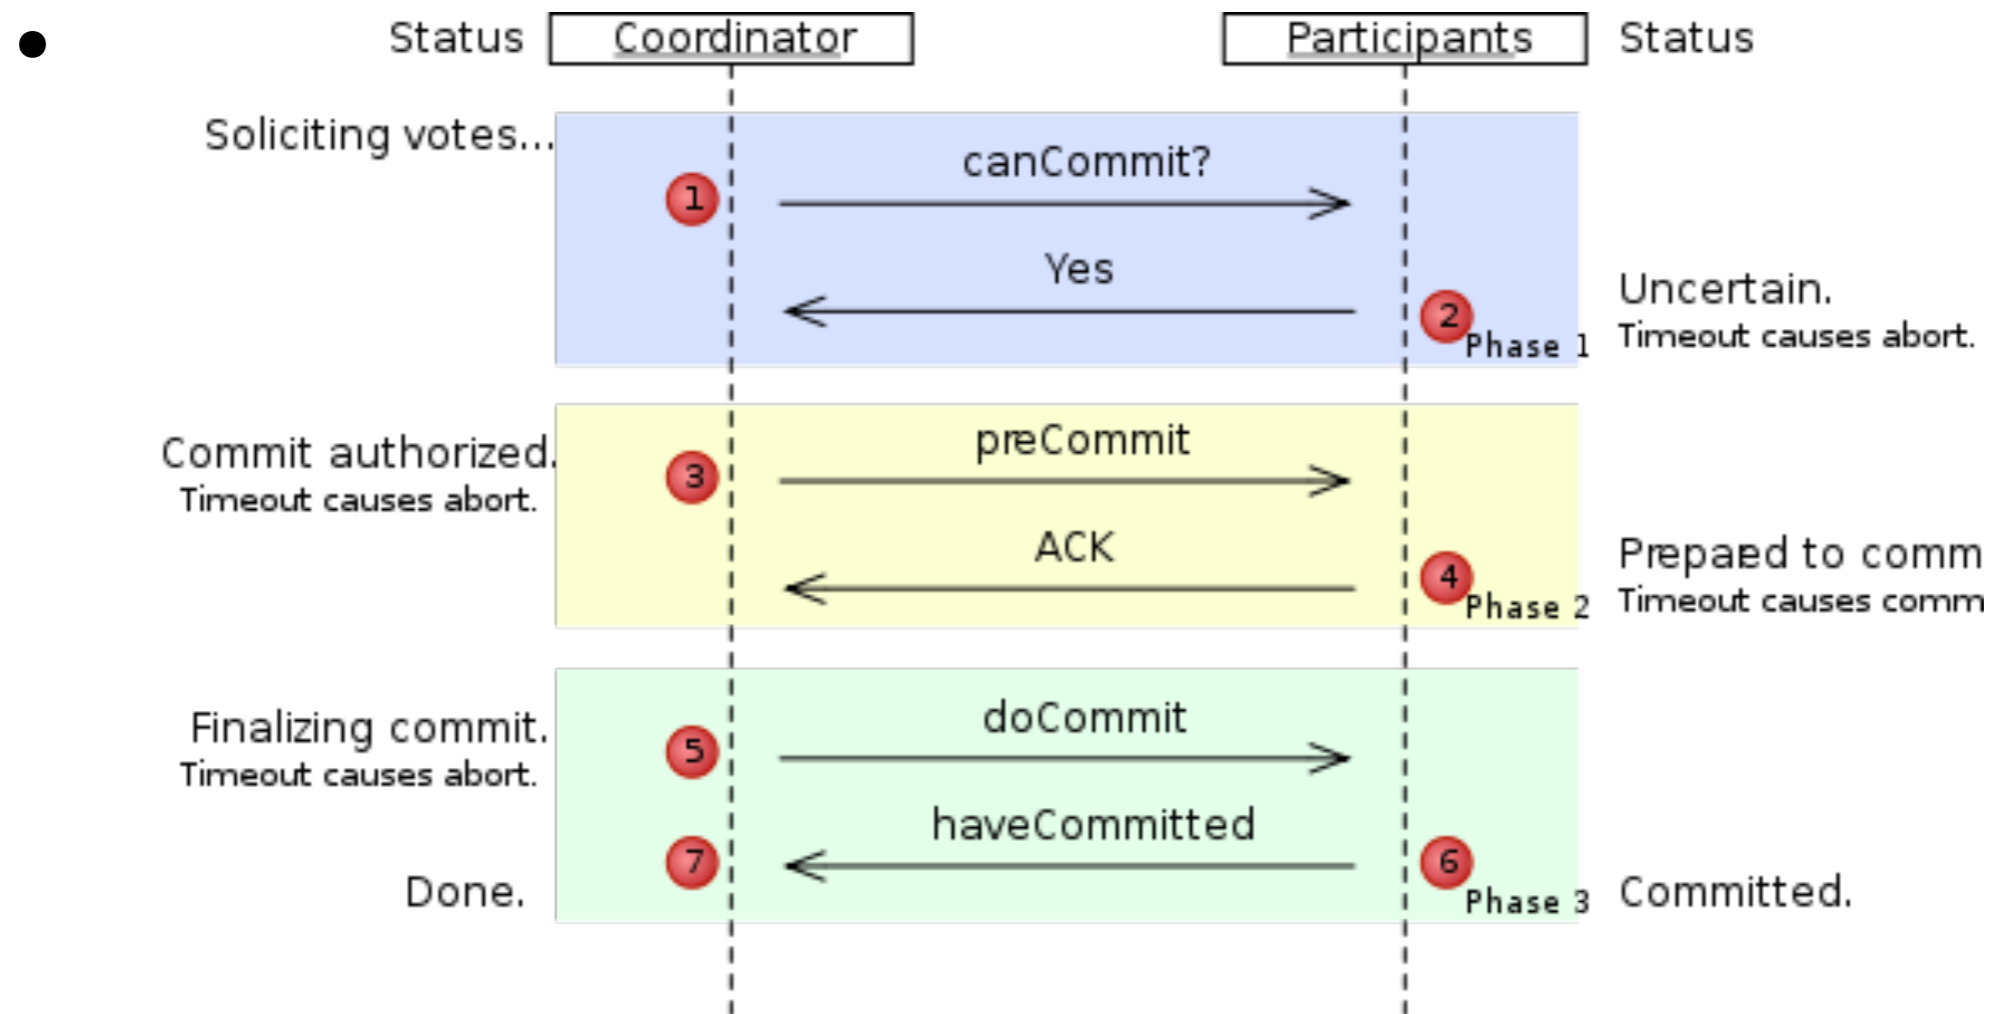 Status Coordinator Participants Status
Soliciting votes...
canCommit?
1
Yes
2
Uncertain.
Phase 1
Timeout causes abort.
preCommit
Commit authorized.
3
Timeout causes abort.
ACK
Prepared to comm
4
Phase 2
Timeout causes comm
doCommit
Finalizing commit.
5
Timeout causes abort.
haveCommitted
7
6
Done.
Phase 3
Committed.